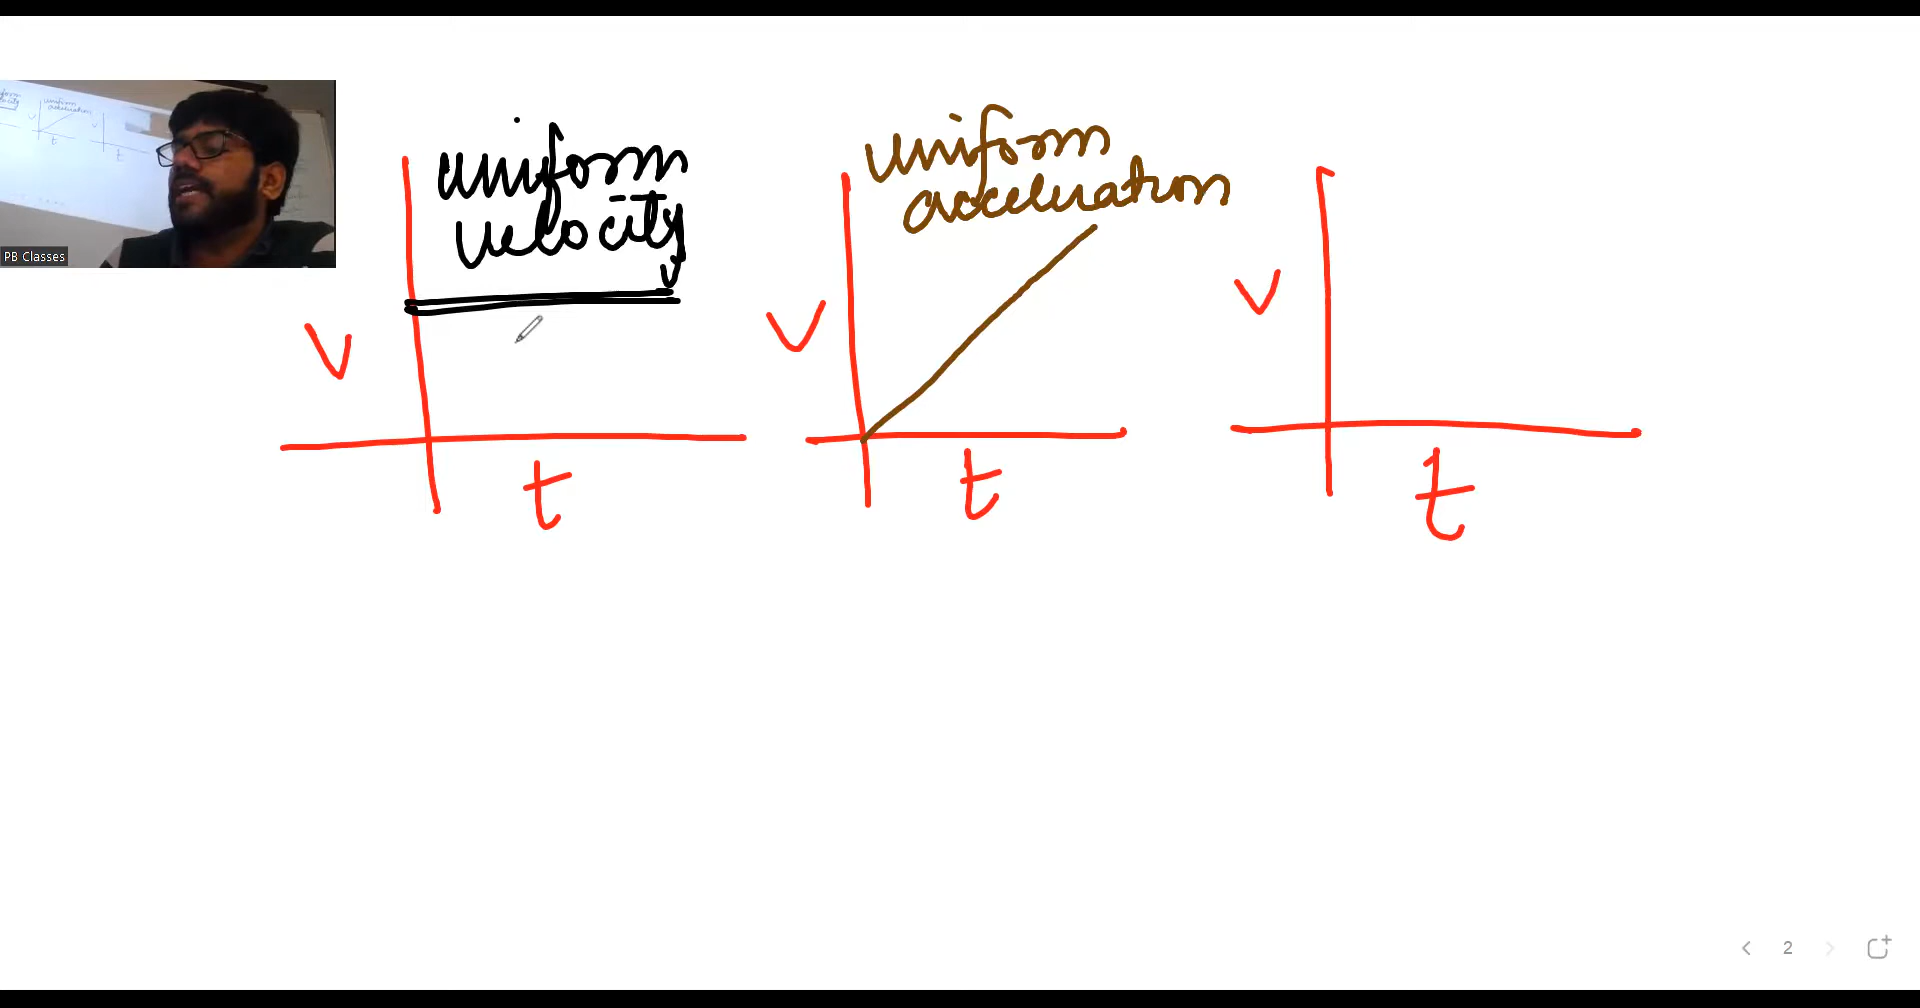 PB Classes
uniform
velocity
v
V
t
uniform
acceleration
V
t
V
t
2